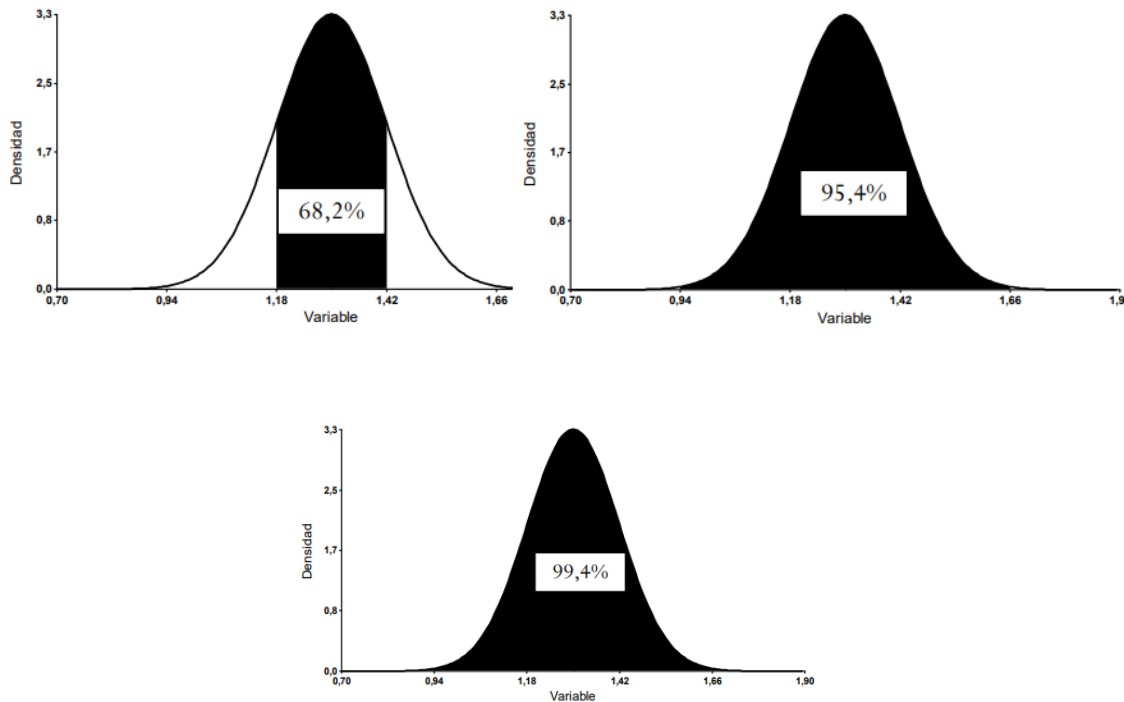 3,3
2,5
1,7
0,8
0,0
Densidad
68,2%
0,70 0,94 1,18 1,42 1,66
Variable
3,3
2,5
1,7
0,8
0,0
Densidad
95,4%
0,70 0,94 1,18 1,42 1,66 1,9
Variable
3,3
2,5
1,7
0,8
0,0
Densidad
99,4%
0,70 0,94 1,18 1,42 1,66 1,90
Variable